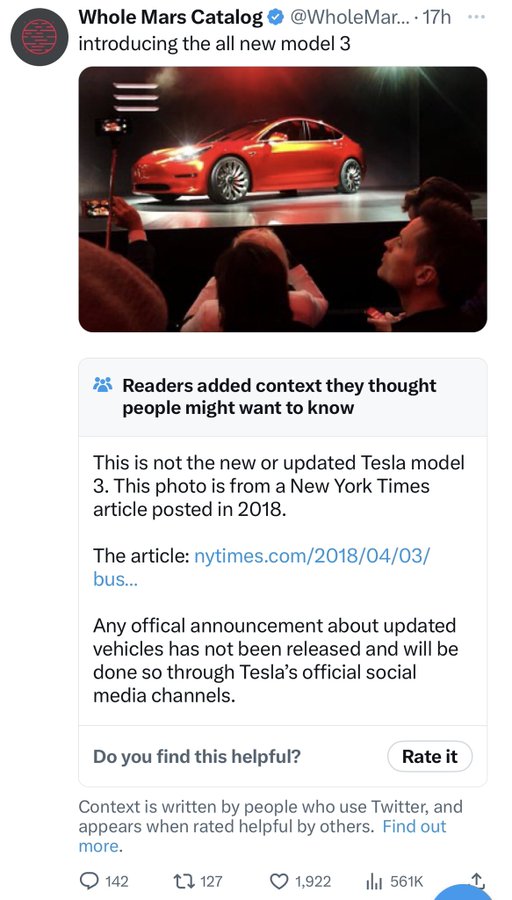 Whole Mars Catalog @WholeMar... · 17h
introducing the all new model 3
Readers added context they thought
people might want to know
This is not the new or updated Tesla model
3. This photo is from a New York Times
article posted in 2018.
The article: nytimes.com/2018/04/03/
bus...
Any offical announcement about updated
vehicles has not been released and will be
done so through Tesla’s official social
media channels.
Do you find this helpful?
Rate it
Context is written by people who use Twitter, and
appears when rated helpful by others. Find out
more.
142 127 1,922 561K